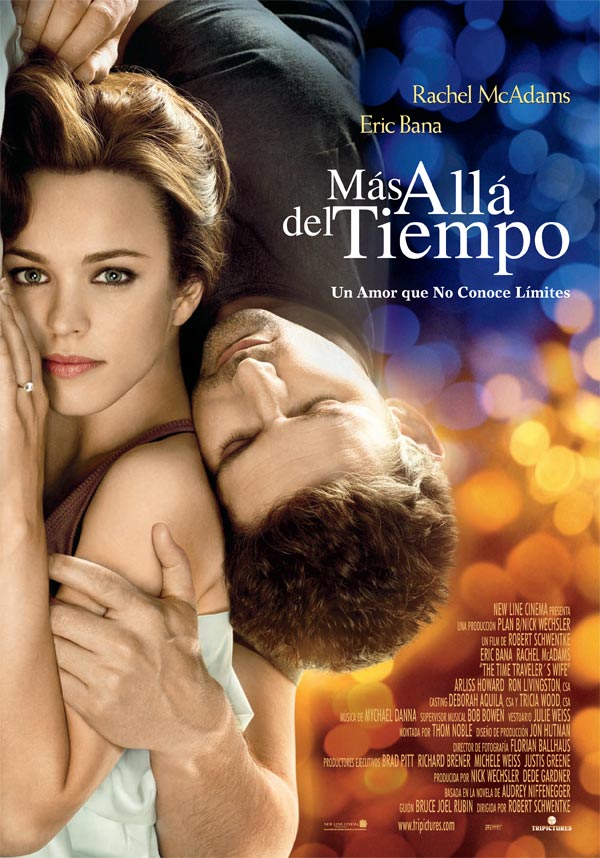 Rachel McAdams
Eric Bana
Más Allá
del Tiempo
Un Amor que No Conoce Límites
NEW LINE CINEMA PRESENTA
UNA PRODUCCIÓN PLAN B/NICK WECHSLER
UN FILM DE ROBERT SCHWENTKE
ERIC BANA RACHEL McADAMS
"THE TIME TRAVELER´S WIFE"
ARLISS HOWARD RON LIVINGSTON, CSA
CASTING DEBORAH AQUILA, CSA Y TRICIA WOOD, CSA
MUSICA DE MYCHAEL DANNA SUPERVISOR MUSICAL BOB BOWEN VESTUARIO JULIE WEISS
MONTADA POR THOM NOBLE DISEÑO DE PRODUCCIÓN JON HUTMAN
DIRECTOR DE FOTOGRAFÍA FLORIAN BALLHAUS
PRODUCTORES EJECUTIVOS BRAD PITT RICHARD BRENER MICHELE WEISS JUSTIS GREENE
PRODUCIDA POR NICK WECHSLER DEDE GARDNER
BASADA EN LA NOVELA DE AUDREY NIFFENEGGER
GUIÓN BRUCE JOEL RUBIN DIRIGIDA POR ROBERT SCHWENTKE
NEW LINE CINEMA www.tripictures.com TRIPICTURES